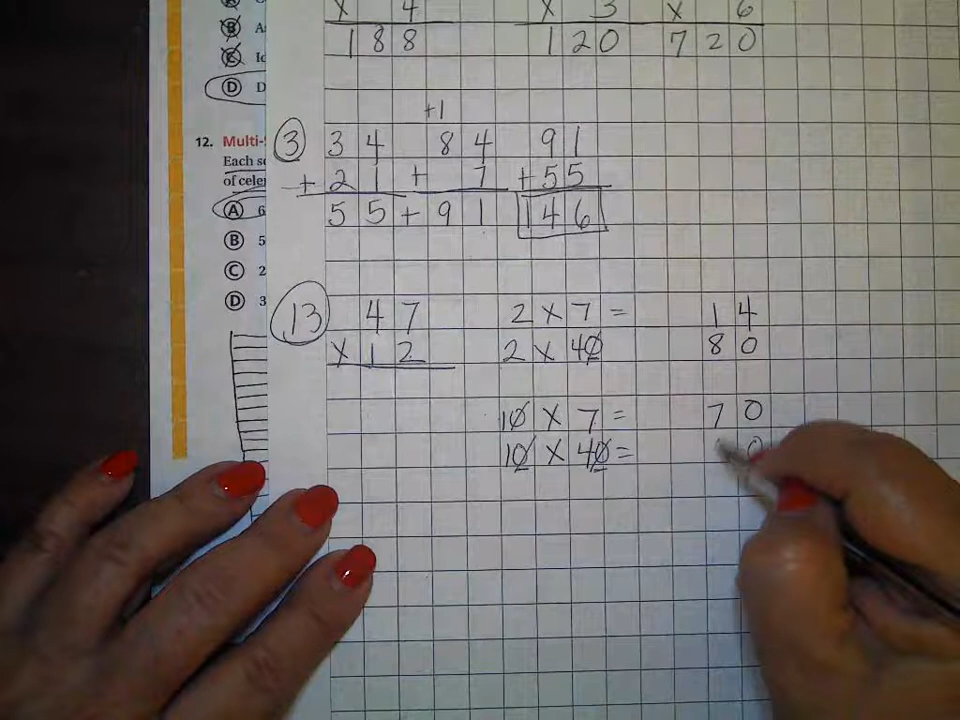 X 4 X 3 X 6
188 120 720
B A
C
D D
+1
3 34 84 91
+21 + 7 +55
55 + 91 146
12. Multi-S
Each se
of celer
A 6
B 5
C 2
D 3
13 47 2 X 7 = 14
X 12 2 X 40 80
10 X 7 = 70
10 X 40 = 0